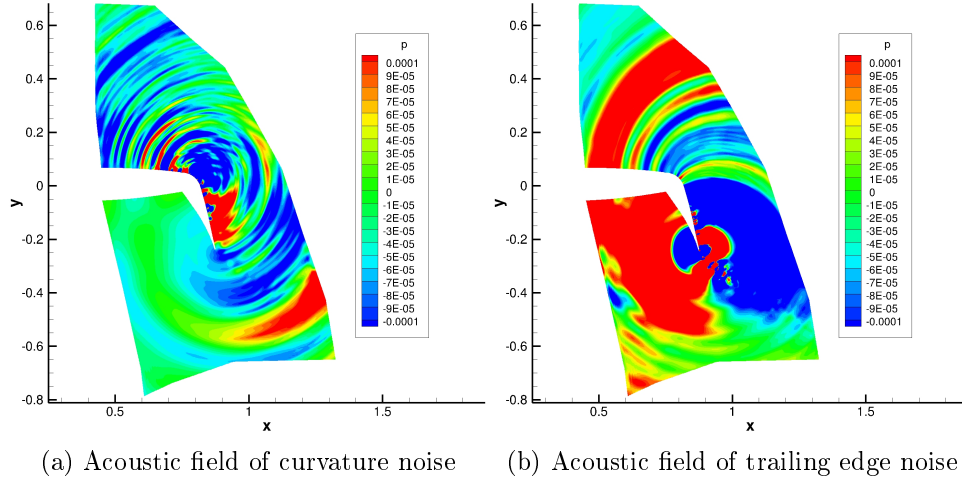 p
0.0001
9E-05
8E-05
7E-05
6E-05
5E-05
4E-05
3E-05
2E-05
1E-05
0
-1E-05
-2E-05
-3E-05
-4E-05
-5E-05
-6E-05
-7E-05
-8E-05
-9E-05
-0.0001
0.6
0.4
0.2
0
-0.2
-0.4
-0.6
-0.8
y
0.5
1
1.5
x
p
0.0001
9E-05
8E-05
7E-05
6E-05
5E-05
4E-05
3E-05
2E-05
1E-05
0
-1E-05
-2E-05
-3E-05
-4E-05
-5E-05
-6E-05
-7E-05
-8E-05
-9E-05
-0.0001
0.6
0.4
0.2
0
-0.2
-0.4
-0.6
-0.8
y
0.5
1
1.5
x
(a) Acoustic field of curvature noise
(b) Acoustic field of trailing edge noise